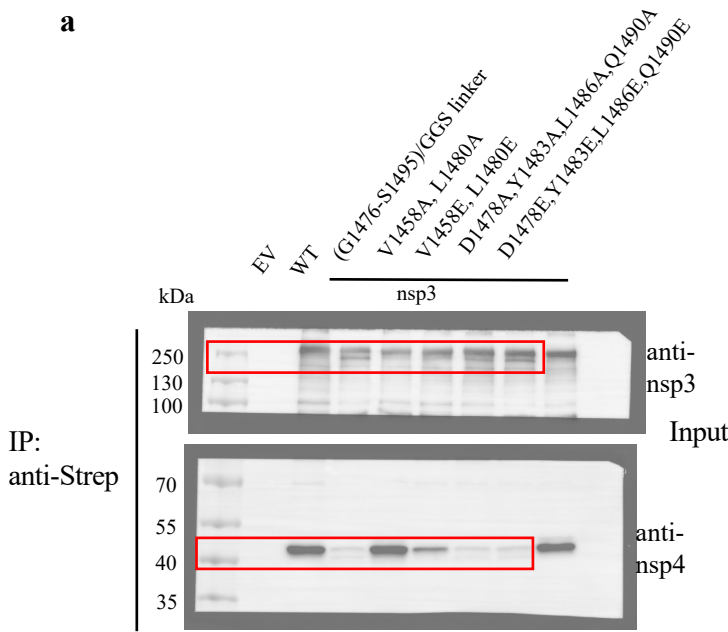 a
EV
WT
(G1476-S1495)/GGS linker
V1458A, L1480A
V1458E, L1480E
D1478A,Y1483A,L1486A,Q1490A
D1478E,Y1483E,L1486E,Q1490E
nsp3
kDa
250
130
100
anti-
nsp3
Input
IP:
anti-Strep
70
55
40
35
anti-
nsp4